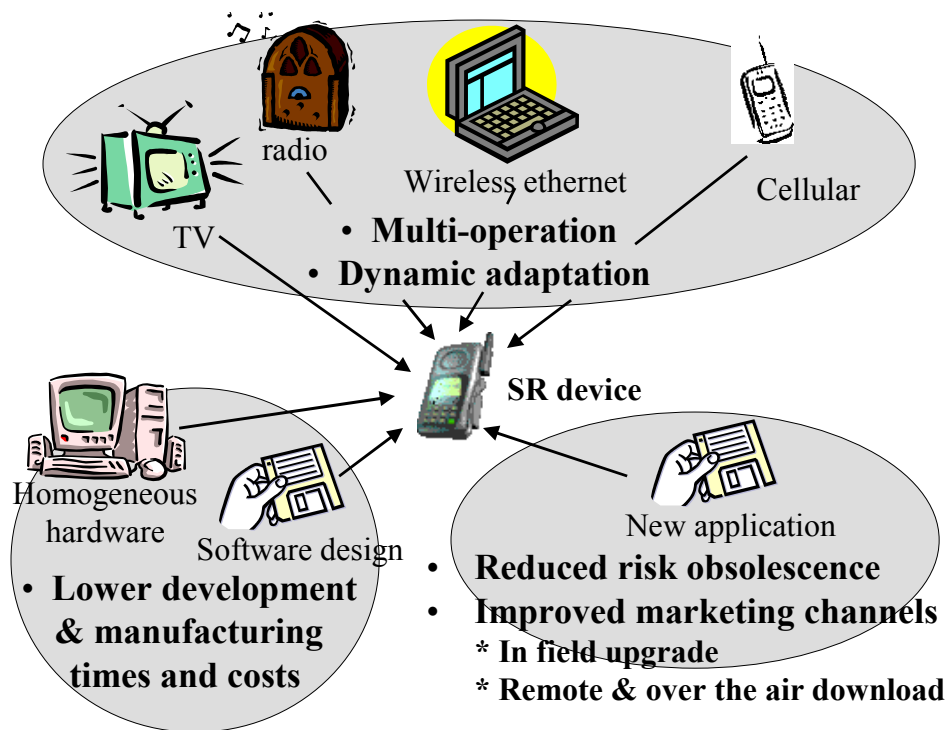 radio
Wireless ethernet
Cellular
TV
• Multi-operation
• Dynamic adaptation
SR device
Homogeneous
hardware
Software design
• Lower development
& manufacturing
times and costs
New application
• Reduced risk obsolescence
• Improved marketing channels
* In field upgrade
* Remote & over the air download